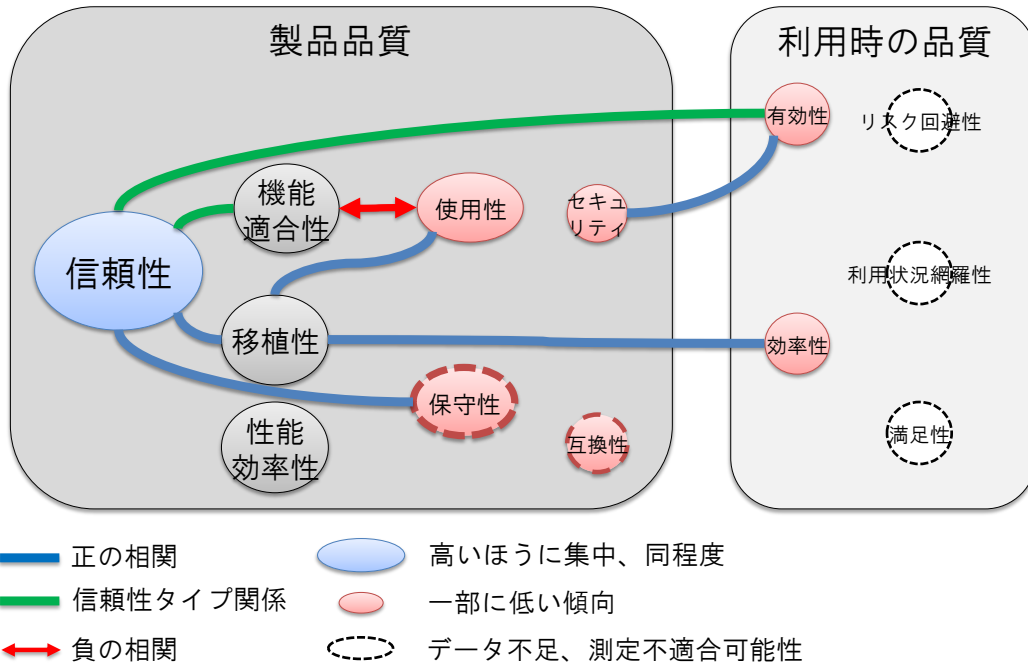 製品品質
利用時の品質
有効性
リスク回避性
機能
適合性
使用性
セキュ
リティ
信頼性
利用状況網羅性
移植性
効率性
保守性
性能
効率性
互換性
満足性
正の相関
高いほうに集中、同程度
信頼性タイプ関係
一部に低い傾向
負の相関
データ不足、測定不適合可能性